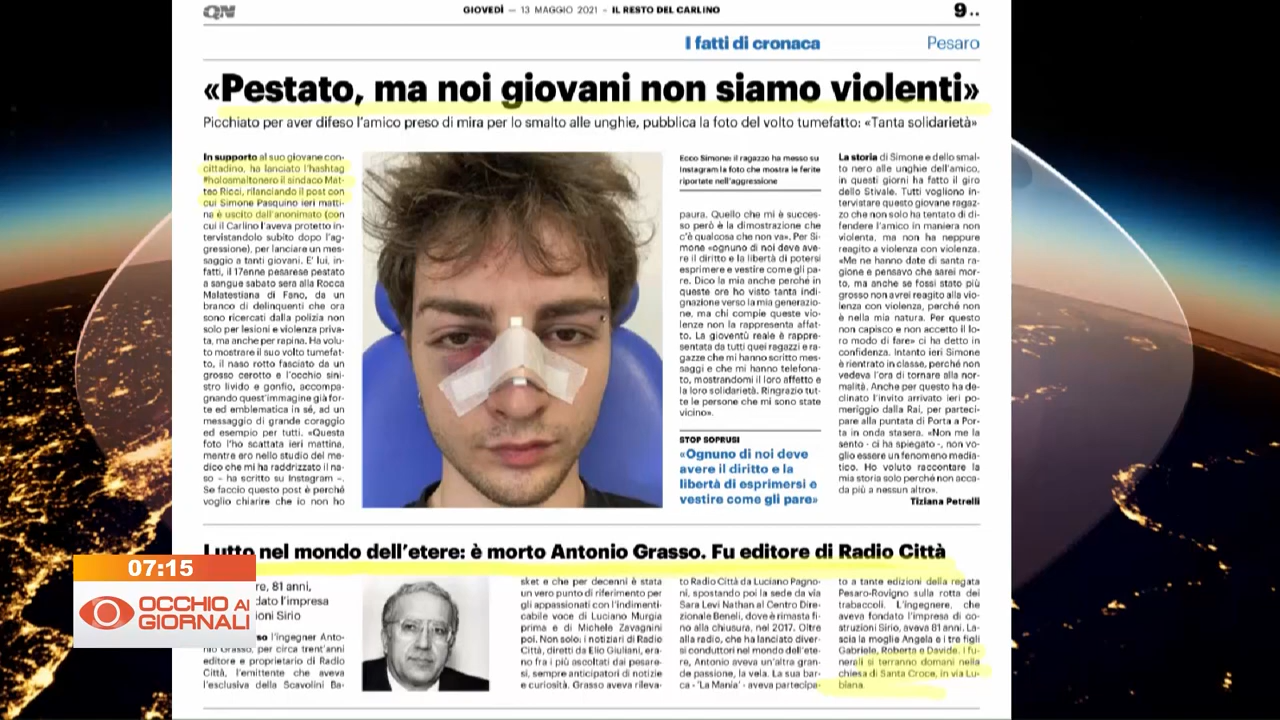 QN
GIOVEDÌ — 13 MAGGIO 2021 – IL RESTO DEL CARLINO
9..
I fatti di cronaca
Pesaro
«Pestato, ma noi giovani non siamo violenti»
Picchiato per aver difeso l'amico preso di mira per lo smalto alle unghie, pubblica la foto del volto tumefatto: «Tanta solidarietà»
In supporto al suo giovane con-
cittadino, ha lanciato l'hashtag
#holosmaltonero il sindaco Mat-
teo Ricci, rilanciando il post con
cui Simone Pasquino ieri matti-
na è uscito dall'anonimato (con
cui il Carlino l'aveva protetto in-
tervistandolo subito dopo l'ag-
gressione), per lanciare un mes-
saggio a tanti giovani. E' lui, in-
fatti, il 17enne pesarese pestato
a sangue sabato sera alla Rocca
Malatestiana di Fano, da un
branco di delinquenti che ora
sono ricercati dalla polizia non
solo per lesioni e violenza priva-
ta, ma anche per rapina. Ha volu-
to mostrare il suo volto tumefat-
to, il naso rotto fasciato da un
grosso cerotto e l'occhio sini-
stro livido e gonfio, accompa-
gnando quest'immagine già for-
te ed emblematica in sé, ad un
messaggio di grande coraggio
ed esempio per tutti. «Questa
foto l'ho scattata ieri mattina,
mentre ero nello studio del me-
dico che mi ha raddrizzato il na-
so – ha scritto su Instagram –.
Se faccio questo post è perché
voglio chiarire che io non ho
Ecco Simone: il ragazzo ha messo su
Instagram la foto che mostra le ferite
riportate nell'aggressione
paura. Quello che mi è succes-
so però è la dimostrazione che
c'è qualcosa che non va». Per Si-
mone «ognuno di noi deve ave-
re il diritto e la libertà di potersi
esprimere e vestire come gli pa-
re. Dico la mia anche perché in
queste ore ho visto tanta indi-
gnazione verso la mia generazio-
ne, ma chi compie queste vio-
lenze non la rappresenta affat-
to. La gioventù reale è rappre-
sentata da tutti quei ragazzi e ra-
gazze che mi hanno scritto mes-
saggi e che mi hanno telefona-
to, mostrandomi il loro affetto e
la loro solidarietà. Ringrazio tut-
te le persone che mi sono state
vicino».
STOP SOPRUSI
«Ognuno di noi deve
avere il diritto e la
libertà di esprimersi e
vestire come gli pare»
La storia di Simone e dello smal-
to nero alle unghie dell'amico,
in questi giorni ha fatto il giro
dello Stivale. Tutti vogliono in-
tervistare questo giovane ragaz-
zo che non solo ha tentato di di-
fendere l'amico in maniera non
violenta, ma non ha neppure
reagito a violenza con violenza.
«Me ne hanno date di santa ra-
gione e pensavo che sarei mor-
to, ma anche se fossi stato più
grosso non avrei reagito alla vio-
lenza con violenza, perché non
è nella mia natura. Per questo
non capisco e non accetto il lo-
ro modo di fare» ci ha detto in
confidenza. Intanto ieri Simone
è rientrato in classe, perché non
vedeva l'ora di tornare alla nor-
malità. Anche per questo ha de-
clinato l'invito arrivato ieri po-
meriggio dalla Rai, per parteci-
pare alla puntata di Porta a Por-
ta in onda stasera. «Non me la
sento - ci ha spiegato -, non vo-
glio essere un fenomeno media-
tico. Ho voluto raccontare la
mia storia solo perché non acca-
da più a nessun altro».
Tiziana Petrelli
Lutto nel mondo dell'etere: è morto Antonio Grasso. Fu editore di Radio Città
re, 81 anni,
dato l'impresa
ioni Sirio
so l'ingegner Anto-
nio Grasso, per circa trent'anni
editore e proprietario di Radio
Città, l'emittente che aveva
l'esclusiva della Scavolini Ba-
sket e che per decenni è stata
un vero punto di riferimento per
gli appassionati con l'indimenti-
cabile voce di Luciano Murgia
prima e di Michele Zavagnini
poi. Non solo: i notiziari di Radio
Città, diretti da Elio Giuliani, era-
no fra i più ascoltati dai pesare-
si, sempre anticipatori di notizie
e curiosità. Grasso aveva rileva-
to Radio Città da Luciano Pagno-
ni, spostando poi la sede da via
Sara Levi Nathan al Centro Dire-
zionale Beneli, dove è rimasta fi-
no alla chiusura, nel 2017. Oltre
alla radio, che ha lanciato diver-
si conduttori nel mondo dell'ete-
re, Antonio aveva un'altra gran-
de passione, la vela. La sua bar-
ca - 'La Mania' - aveva partecipa-
to a tante edizioni della regata
Pesaro-Rovigno sulla rotta dei
trabaccoli. L'ingegnere, che
aveva fondato l'impresa di co-
struzioni Sirio, aveva 81 anni. La-
scia la moglie Angela e i tre figli
Gabriele, Roberta e Davide. I fu-
nerali si terranno domani nella
chiesa di Santa Croce, in via Lu-
biana.
07:15
OCCHIO AI
GIORNALI